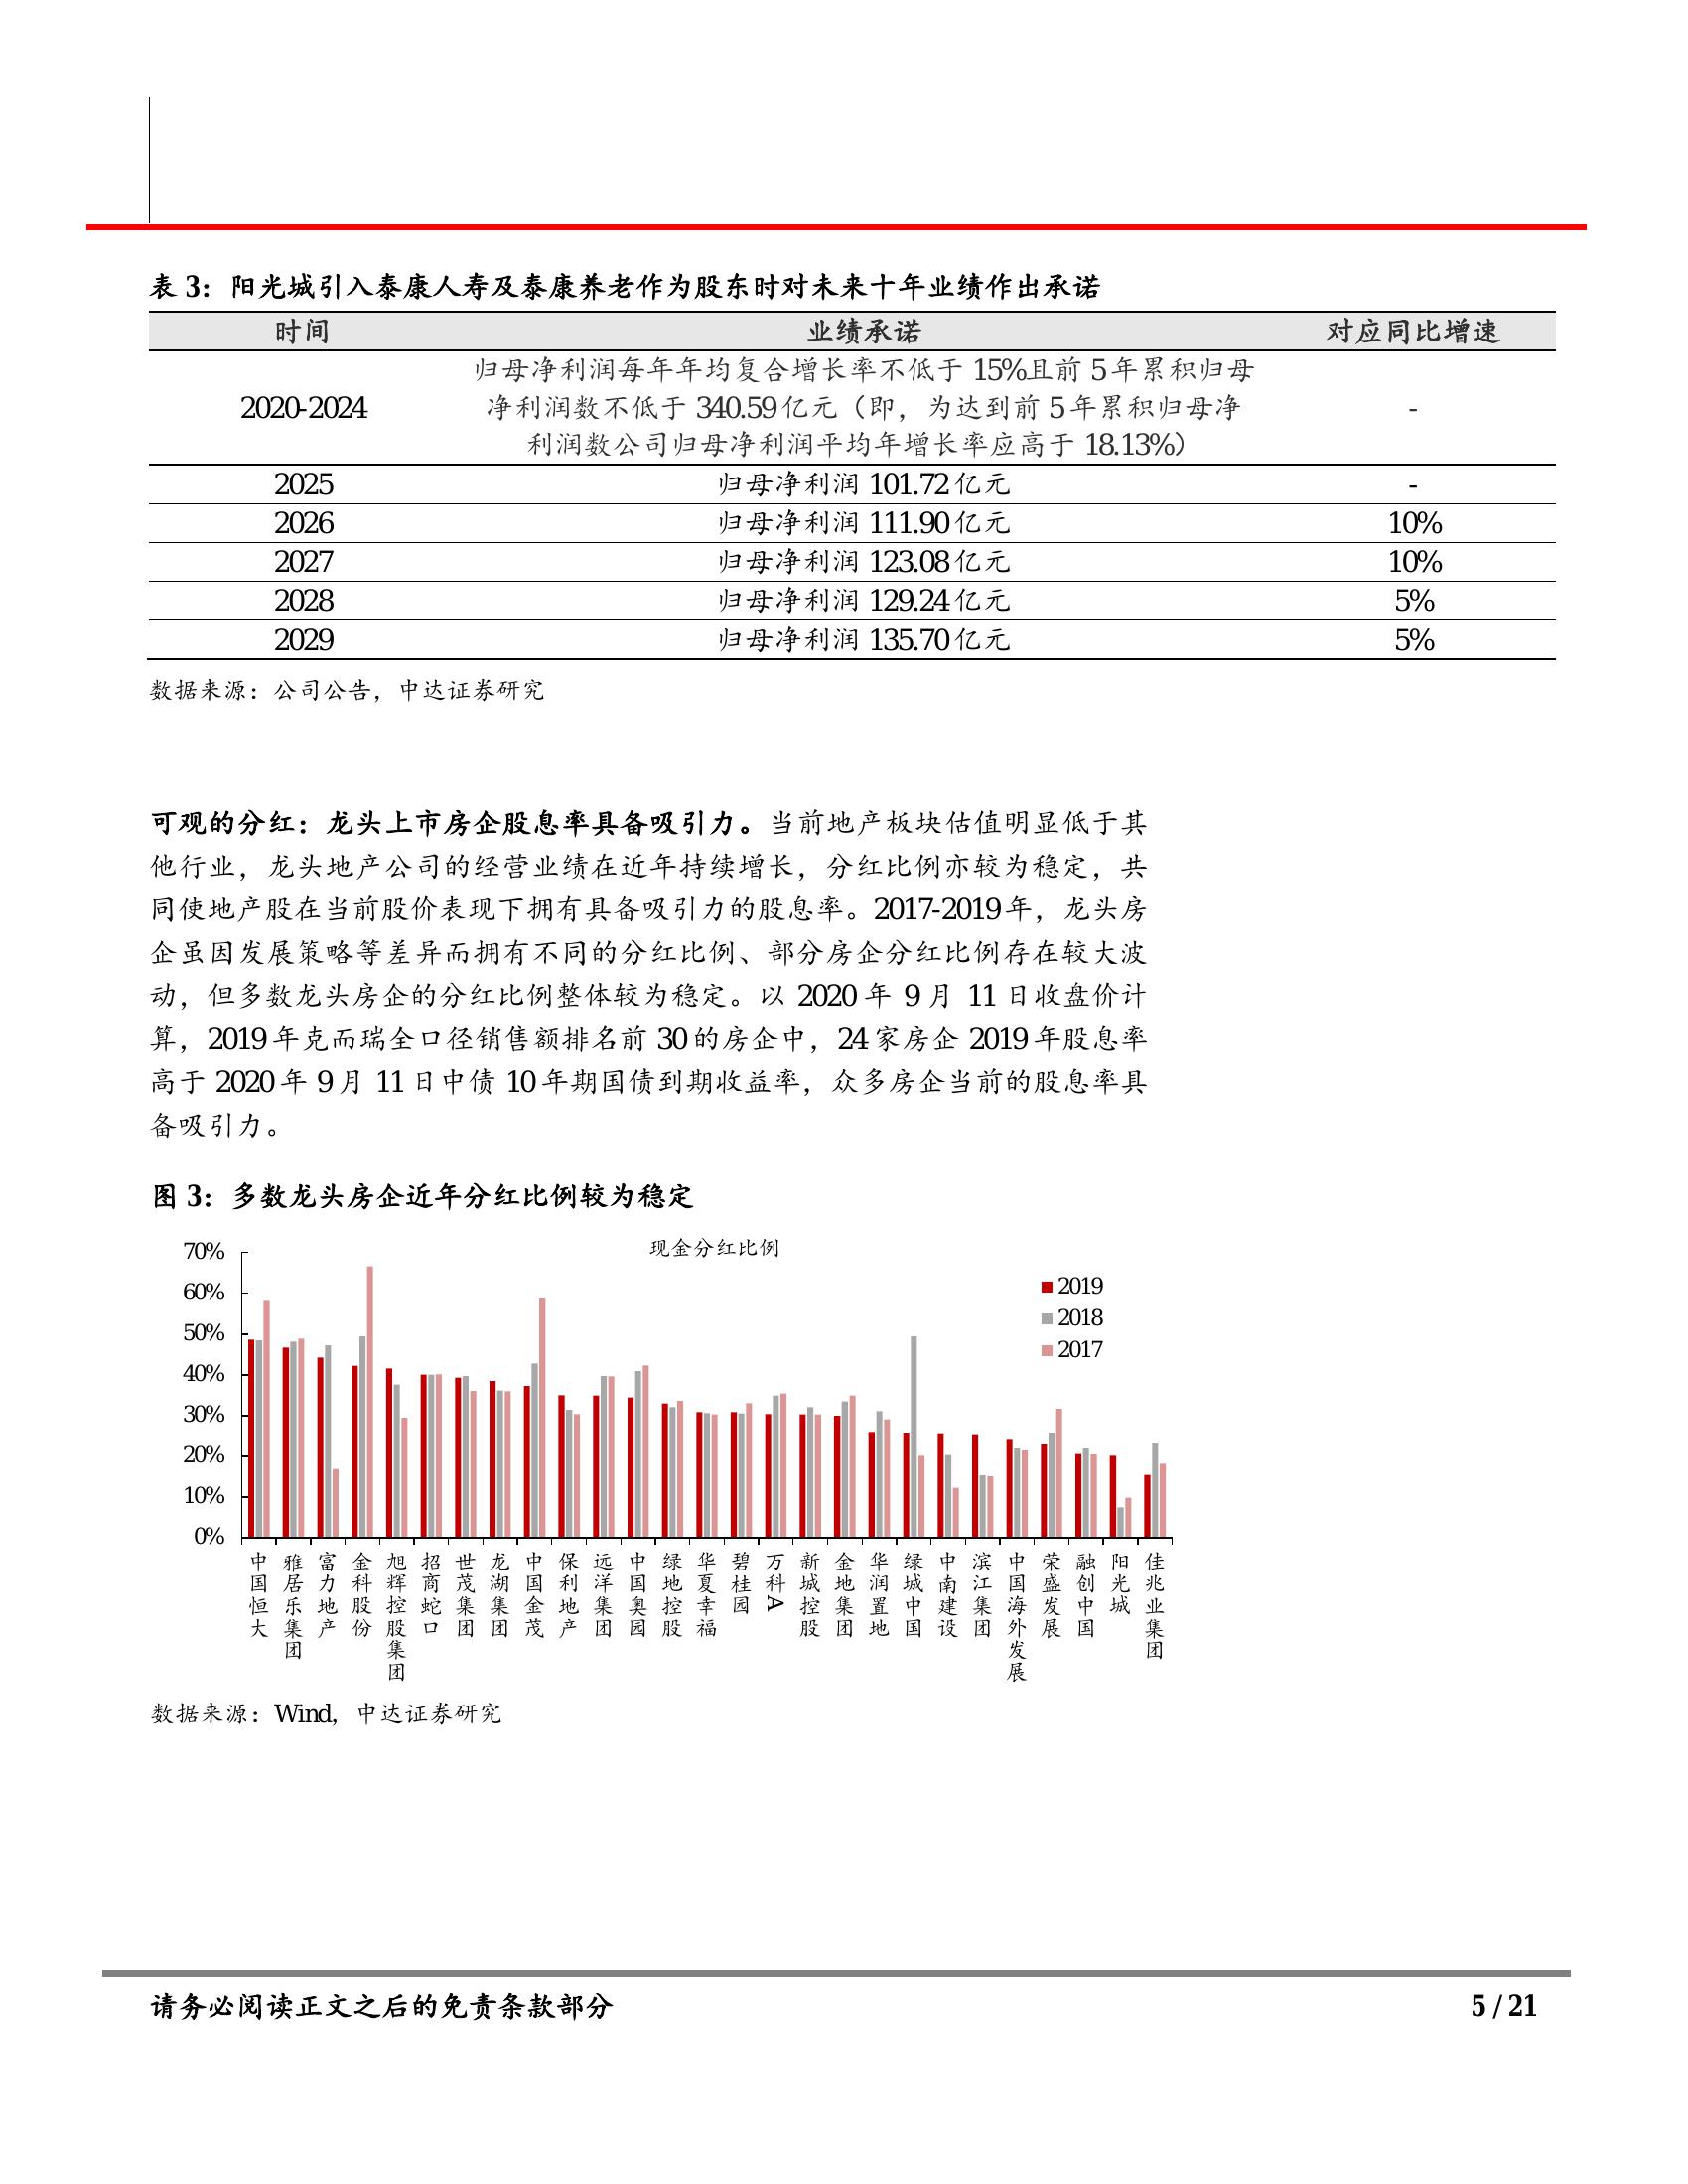 表 3：阳光城引入泰康人寿及泰康养老作为股东时对未来十年业绩作出承诺
时间 业绩承诺 对应同比增速
归母净利润每年年均复合增长率不低于 15%且前 5 年累积归母
2020-2024 净利润数不低于 340.59 亿元（即，为达到前 5 年累积归母净 -
利润数公司归母净利润平均年增长率应高于 18.13%）
2025 归母净利润 101.72 亿元 -
2026 归母净利润 111.90 亿元 10%
2027 归母净利润 123.08 亿元 10%
2028 归母净利润 129.24 亿元 5%
2029 归母净利润 135.70 亿元 5%
数据来源：公司公告，中达证券研究
可观的分红：龙头上市房企股息率具备吸引力。当前地产板块估值明显低于其
他行业，龙头地产公司的经营业绩在近年持续增长，分红比例亦较为稳定，共
同使地产股在当前股价表现下拥有具备吸引力的股息率。2017-2019 年，龙头房
企虽因发展策略等差异而拥有不同的分红比例、部分房企分红比例存在较大波
动，但多数龙头房企的分红比例整体较为稳定。以 2020 年 9 月 11 日收盘价计
算，2019 年克而瑞全口径销售额排名前 30 的房企中，24 家房企 2019 年股息率
高于 2020 年 9 月 11 日中债 10 年期国债到期收益率，众多房企当前的股息率具
备吸引力。
图 3：多数龙头房企近年分红比例较为稳定
现金分红比例
70%
60%
50%
40%
30%
20%
10%
0%
2019
2018
2017
中国恒大
雅居乐集团
富力地产
金科股份
旭辉控股集团
招商蛇口
世茂集团
龙湖集团
中国金茂
保利地产
远洋集团
中国奥园
绿地控股
华夏幸福
碧桂园
万科A
新城控股
金地集团
华润置地
绿城中国
中南建设
滨江集团
中国海外发展
荣盛发展
融创中国
阳光城
佳兆业集团
数据来源：Wind，中达证券研究
请务必阅读正文之后的免责条款部分 5 / 21